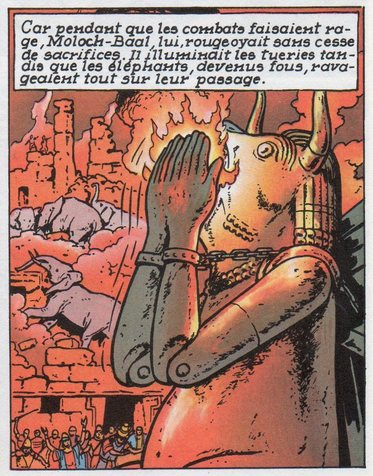 Car pendant que les combats faisaient ra-
ge, Moloch-Baal, lui, rougeoyait sans cesse
de sacrifices. Il illuminait les tueries tan-
dis que les éléphants, devenus fous, rava-
geaient tout sur leur passage.